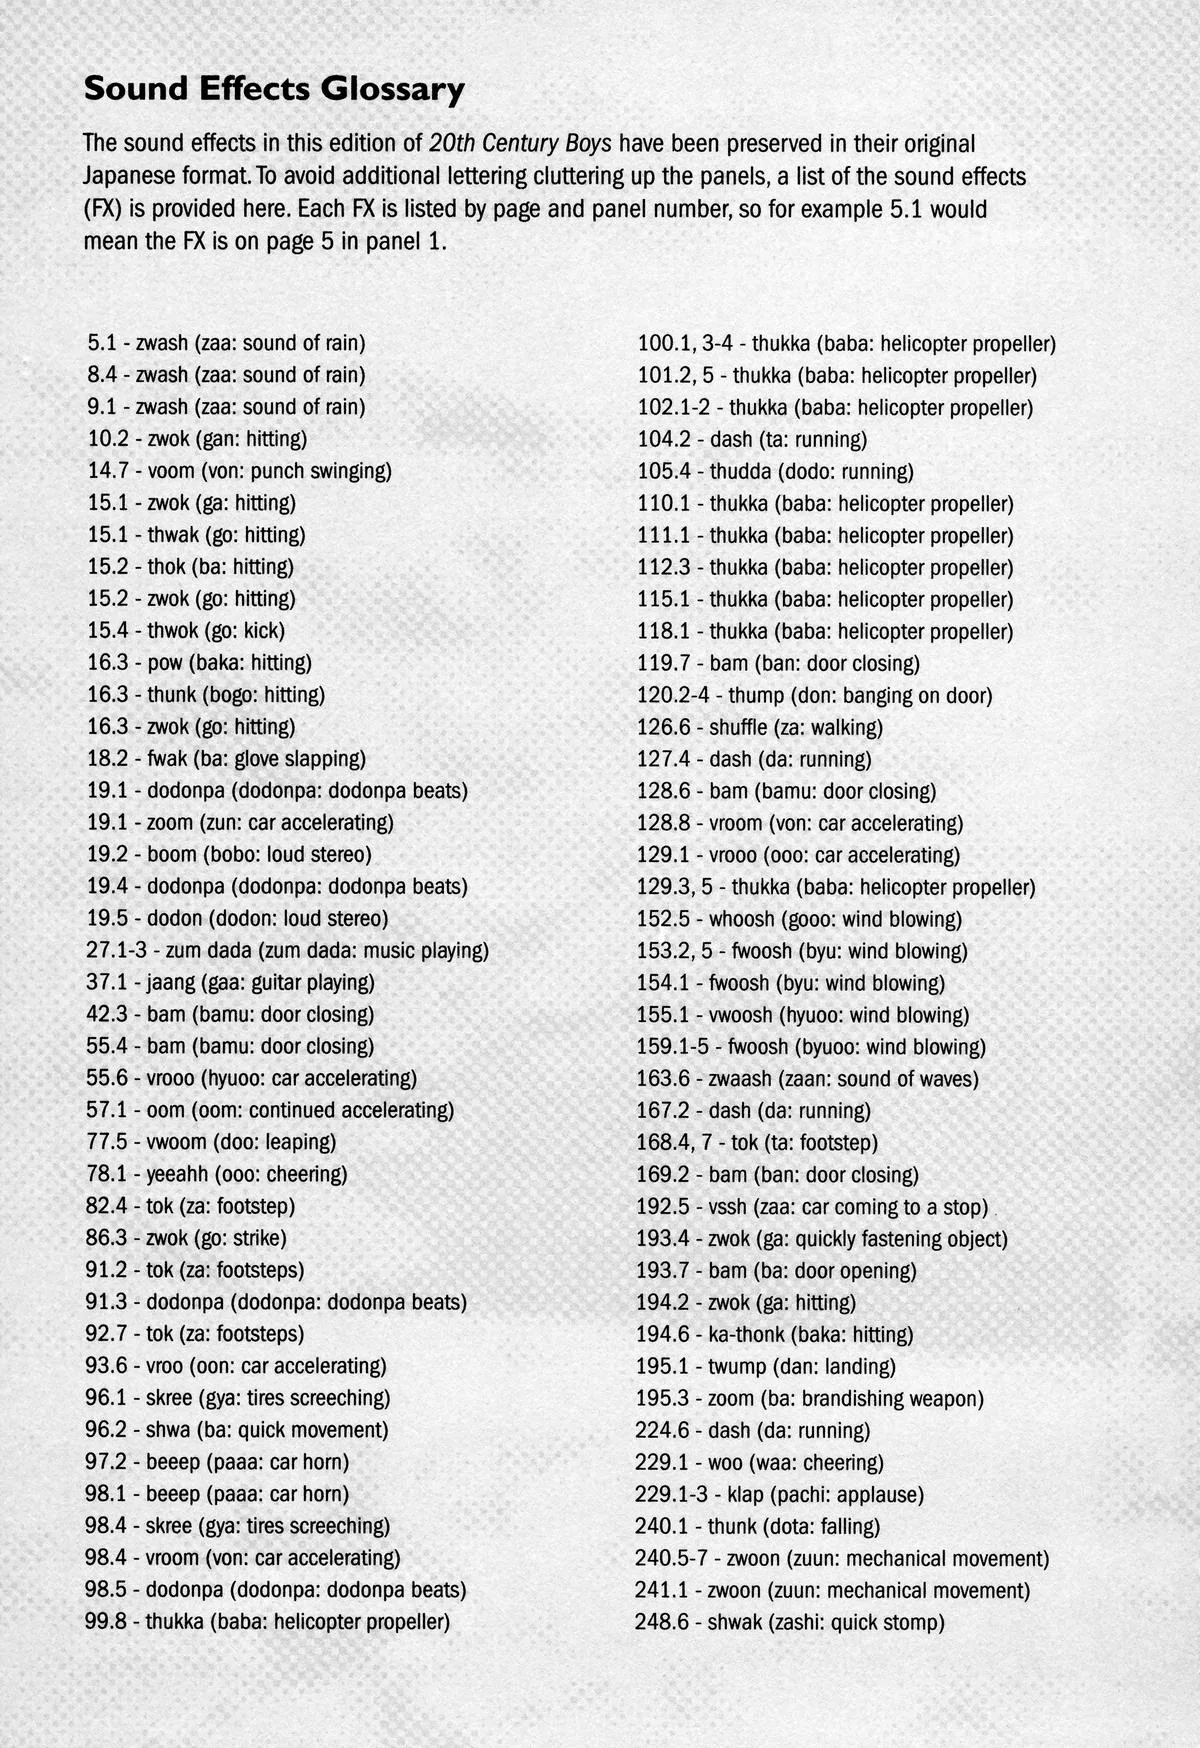 Sound Effects Glossary
The sound effects in this edition of 20th Century Boys have been preserved in their original
Japanese format. To avoid additional lettering cluttering up the panels, a list of the sound effects
(FX) is provided here. Each FX is listed by page and panel number, so for example 5.1 would
mean the FX is on page 5 in panel 1.
5.1 - zwash (zaa: sound of rain)
8.4 - zwash (zaa: sound of rain)
9.1 - zwash (zaa: sound of rain)
10.2 - zwok (gan: hitting)
14.7 - voom (von: punch swinging)
15.1 - zwok (ga: hitting)
15.1 - thwak (go: hitting)
15.2 - thok (ba: hitting)
15.2 - zwok (go: hitting)
15.4 - thwok (go: kick)
16.3 - pow (baka: hitting)
16.3 - thunk (bogo: hitting)
16.3 - zwok (go: hitting)
18.2 - fwak (ba: glove slapping)
19.1 - dodonpa (dodonpa: dodonpa beats)
19.1 - zoom (zun: car accelerating)
19.2 - boom (bobo: loud stereo)
19.4 - dodonpa (dodonpa: dodonpa beats)
19.5 - dodon (dodon: loud stereo)
27.1-3 - zum dada (zum dada: music playing)
37.1 - jaang (gaa: guitar playing)
42.3 - bam (bamu: door closing)
55.4 - bam (bamu: door closing)
55.6 - vrooo (hyuoo: car accelerating)
57.1 - oom (oom: continued accelerating)
77.5 - vwoom (doo: leaping)
78.1 - yeeahh (ooo: cheering)
82.4 - tok (za: footstep)
86.3 - zwok (go: strike)
91.2 - tok (za: footsteps)
91.3 - dodonpa (dodonpa: dodonpa beats)
92.7 - tok (za: footsteps)
93.6 - vroo (oon: car accelerating)
96.1 - skree (gya: tires screeching)
96.2 - shwa (ba: quick movement)
97.2 - beeep (paaa: car horn)
98.1 - beeep (paaa: car horn)
98.4 - skree (gya: tires screeching)
98.4 - vroom (von: car accelerating)
98.5 - dodonpa (dodonpa: dodonpa beats)
99.8 - thukka (baba: helicopter propeller)
100.1, 3-4 - thukka (baba: helicopter propeller)
101.2, 5 - thukka (baba: helicopter propeller)
102.1-2 - thukka (baba: helicopter propeller)
104.2 - dash (ta: running)
105.4 - thudda (dodo: running)
110.1 - thukka (baba: helicopter propeller)
111.1 - thukka (baba: helicopter propeller)
112.3 - thukka (baba: helicopter propeller)
115.1 - thukka (baba: helicopter propeller)
118.1 - thukka (baba: helicopter propeller)
119.7 - bam (ban: door closing)
120.2-4 - thump (don: banging on door)
126.6 - shuffle (za: walking)
127.4 - dash (da: running)
128.6 - bam (bamu: door closing)
128.8 - vroom (von: car accelerating)
129.1 - vrooo (ooo: car accelerating)
129.3, 5 - thukka (baba: helicopter propeller)
152.5 - whoosh (gooo: wind blowing)
153.2, 5 - fwoosh (byu: wind blowing)
154.1 - fwoosh (byu: wind blowing)
155.1 - vwoosh (hyuoo: wind blowing)
159.1-5 - fwoosh (byuoo: wind blowing)
163.6 - zwaash (zaan: sound of waves)
167.2 - dash (da: running)
168.4, 7 - tok (ta: footstep)
169.2 - bam (ban: door closing)
192.5 - vssh (zaa: car coming to a stop)
193.4 - zwok (ga: quickly fastening object)
193.7 - bam (ba: door opening)
194.2 - zwok (ga: hitting)
194.6 - ka-thonk (baka: hitting)
195.1 - twump (dan: landing)
195.3 - zoom (ba: brandishing weapon)
224.6 - dash (da: running)
229.1 - woo (waa: cheering)
229.1-3 - klap (pachi: applause)
240.1 - thunk (dota: falling)
240.5-7 - zwoon (zuun: mechanical movement)
241.1 - zwoon (zuun: mechanical movement)
248.6 - shwak (zashi: quick stomp)